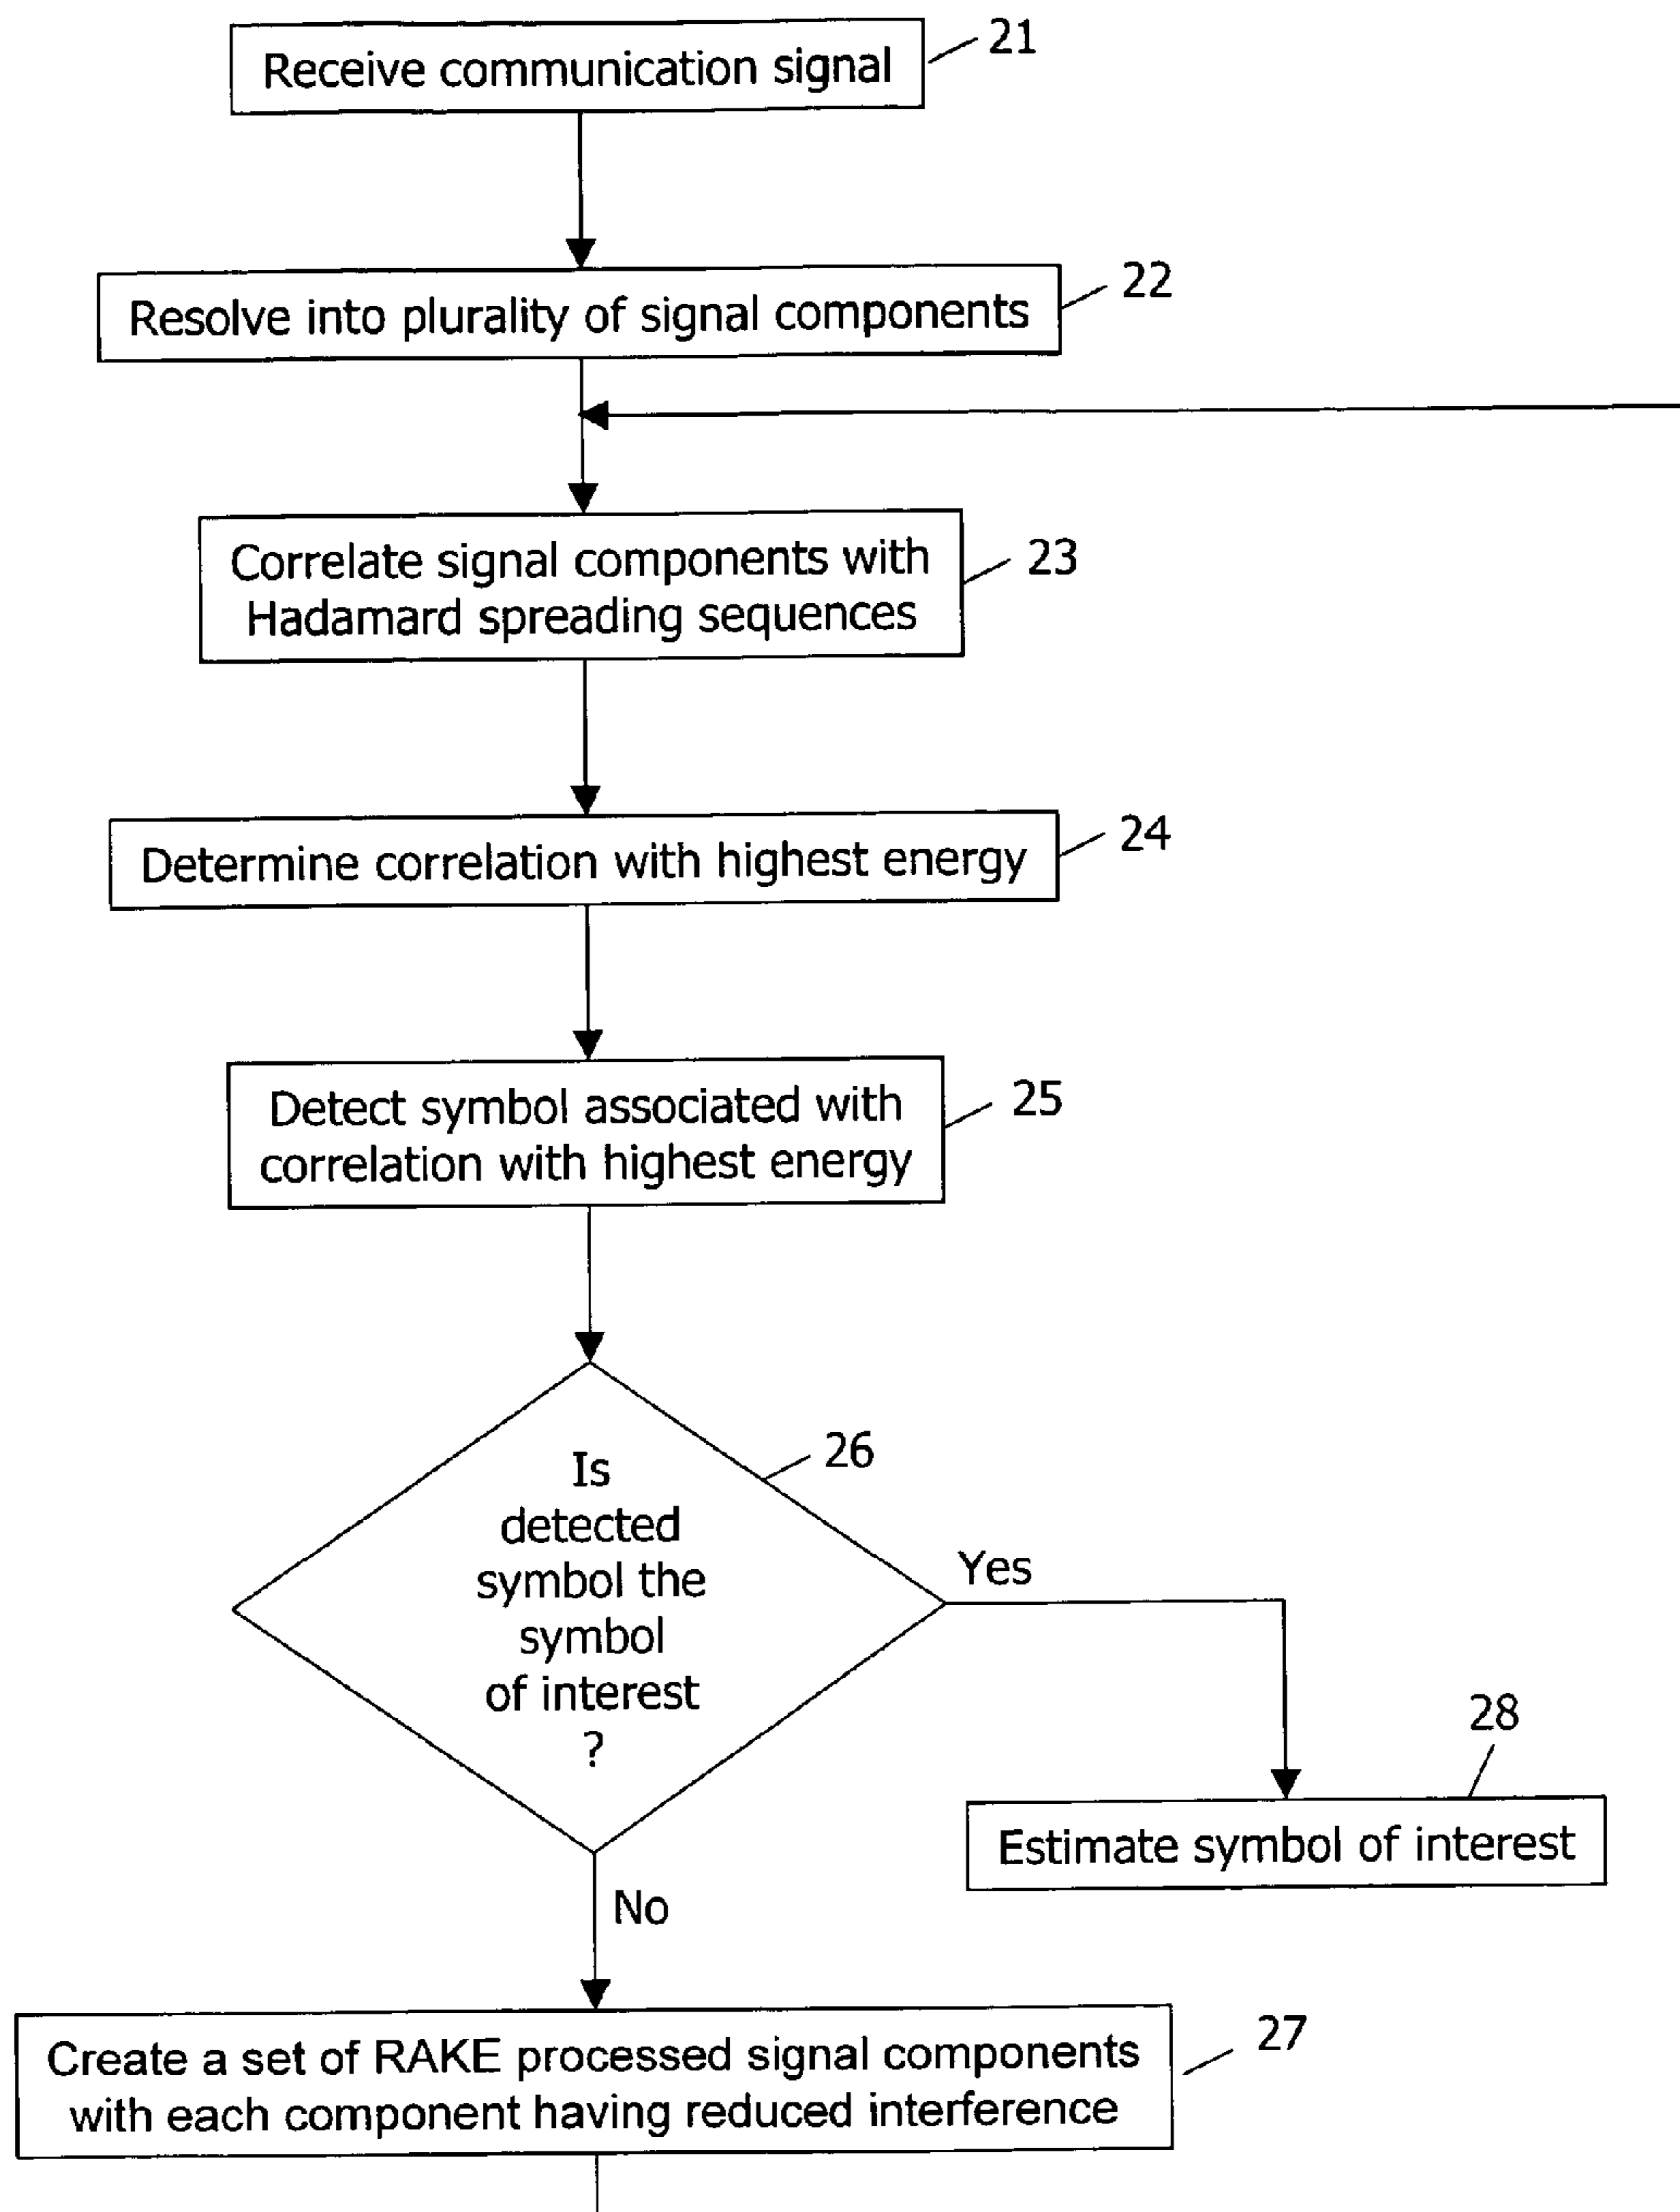 Receive communication signal
21
Resolve into plurality of signal components
22
Correlate signal components with
Hadamard spreading sequences
23
Determine correlation with highest energy
24
Detect symbol associated with
correlation with highest energy
25
Is
detected
symbol the
symbol
of interest
?
26
Yes
28
Estimate symbol of interest
No
Create a set of RAKE processed signal components
with each component having reduced interference
27